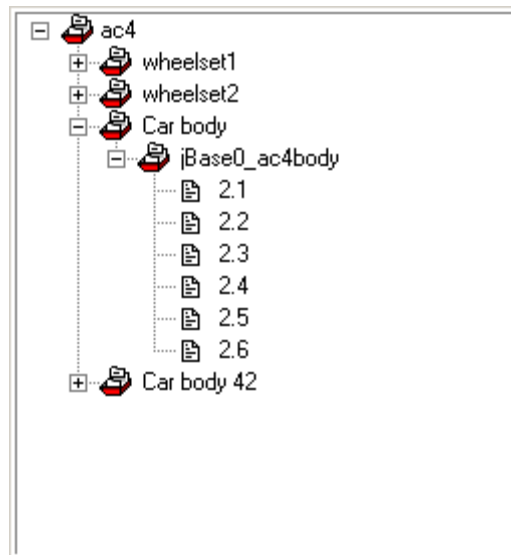 ac4
wheelset1
wheelset2
Car body
jBase0_ac4body
2.1
2.2
2.3
2.4
2.5
2.6
Car body 42